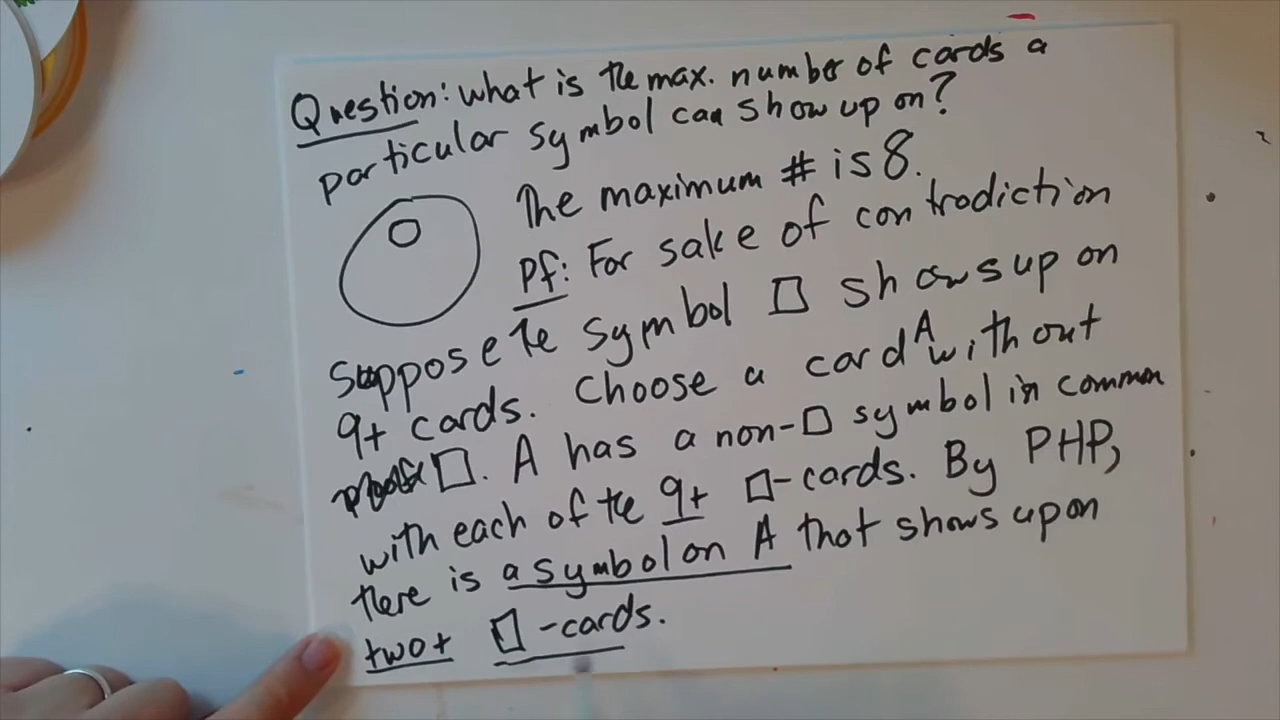 Question: what is the max. number of cards a
particular symbol can show up on?
The maximum # is 8.
Pf: For sake of contradiction
Suppose the symbol □ shows up on
9+ cards. Choose a card A without
□. A has a non-□ symbol in common
with each of the 9+ □-cards. By PHP,
there is a symbol on A that shows up on
two+ □-cards.